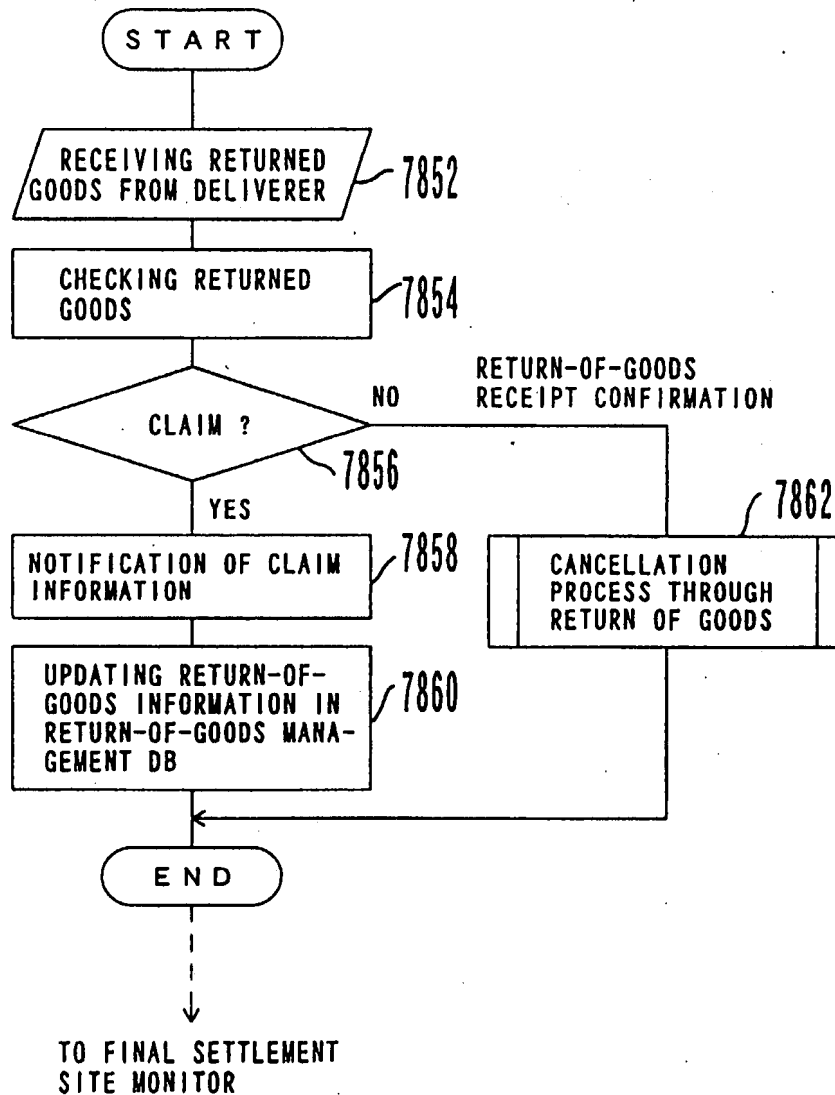 START
RECEIVING RETURNED
GOODS FROM DELIVERER
7852
CHECKING RETURNED
GOODS
7854
RETURN-OF-GOODS
RECEIPT CONFIRMATION
NO
CLAIM ?
7856
YES
7862
NOTIFICATION OF CLAIM
INFORMATION
7858
CANCELLATION
PROCESS THROUGH
RETURN OF GOODS
UPDATING RETURN-OF-
GOODS INFORMATION IN
RETURN-OF-GOODS MANA-
GEMENT DB
7860
END
TO FINAL SETTLEMENT
SITE MONITOR